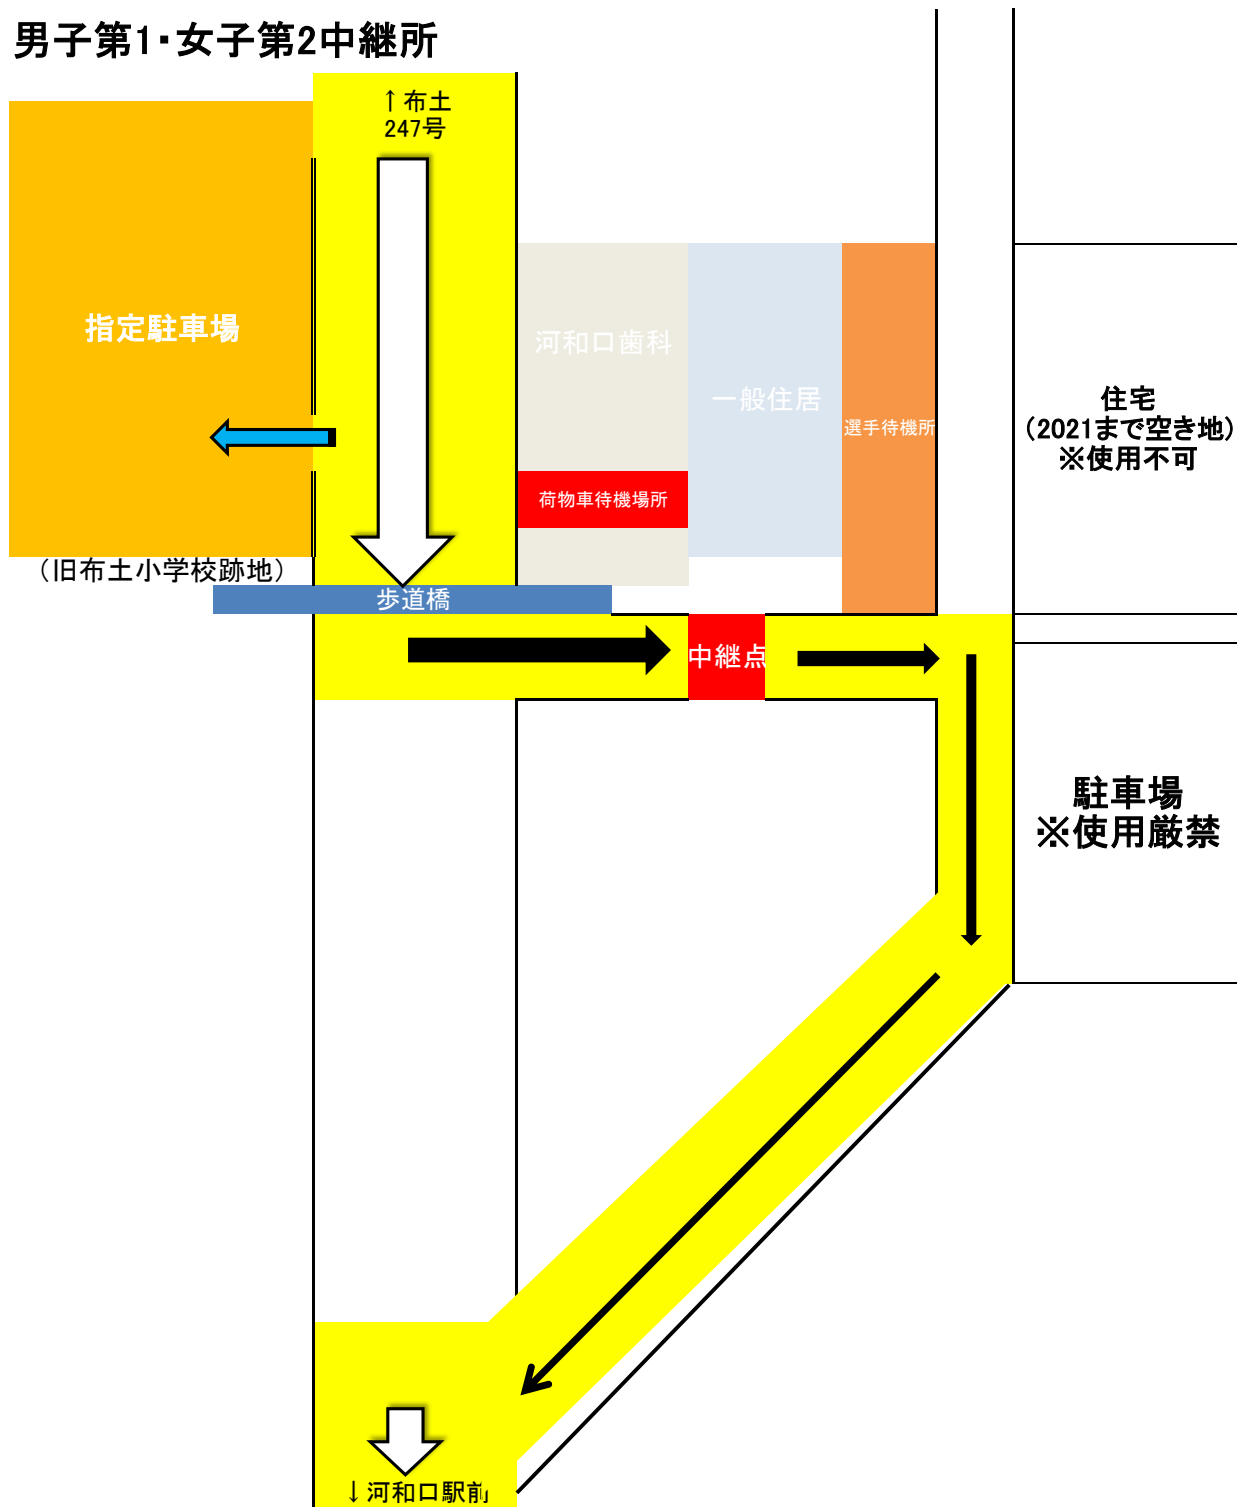 男子第1・女子第2中継所
↑布土
247号
指定駐車場
河和口歯科
一般住居
選手待機所
住宅
（2021まで空き地）
※使用不可
荷物車待機場所
（旧布土小学校跡地）
歩道橋
中継点
駐車場
※使用厳禁
↓河和口駅前